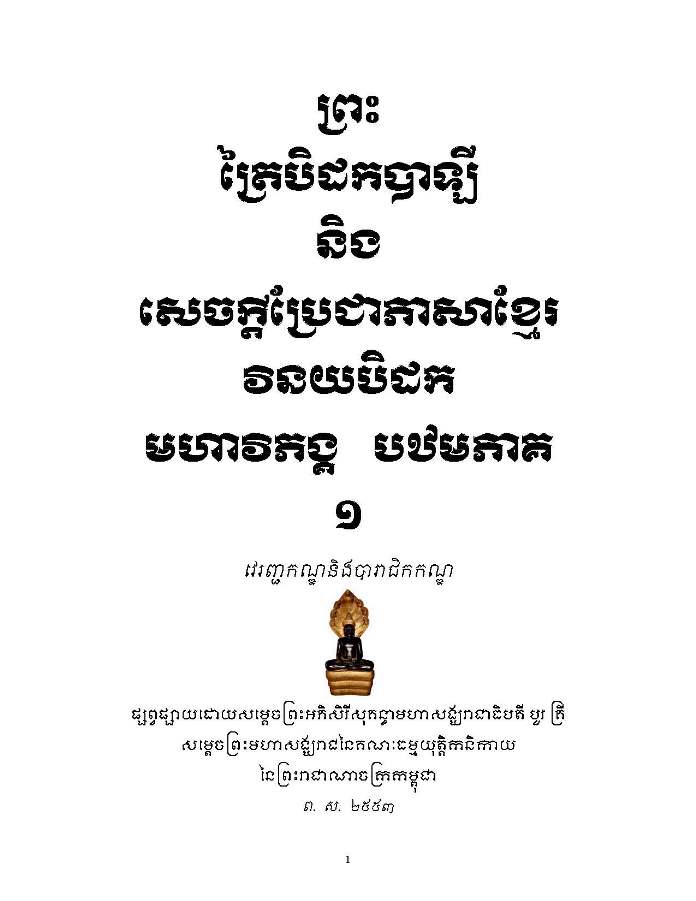 ព្រះ
ត្រៃបិដកបាឡី
និង
សេចក្តីប្រែជាភាសាខ្មែរ
វិនយបិដក
មហាវិភង្គ បឋមភាគ
១
វេរញ្ជកណ្ឌនិងបារាជិកកណ្ឌ
ផ្សព្វផ្សាយដោយសម្តេចព្រះអភិសិរីសុគន្ធាមហាសង្ឃរាជាធិបតី បួរ ក្រី
សម្តេចព្រះមហាសង្ឃរាជនៃគណៈធម្មយុត្តិកនិកាយ
នៃព្រះរាជាណាចក្រកម្ពុជា
ព. ស. ២៥៥៣
1